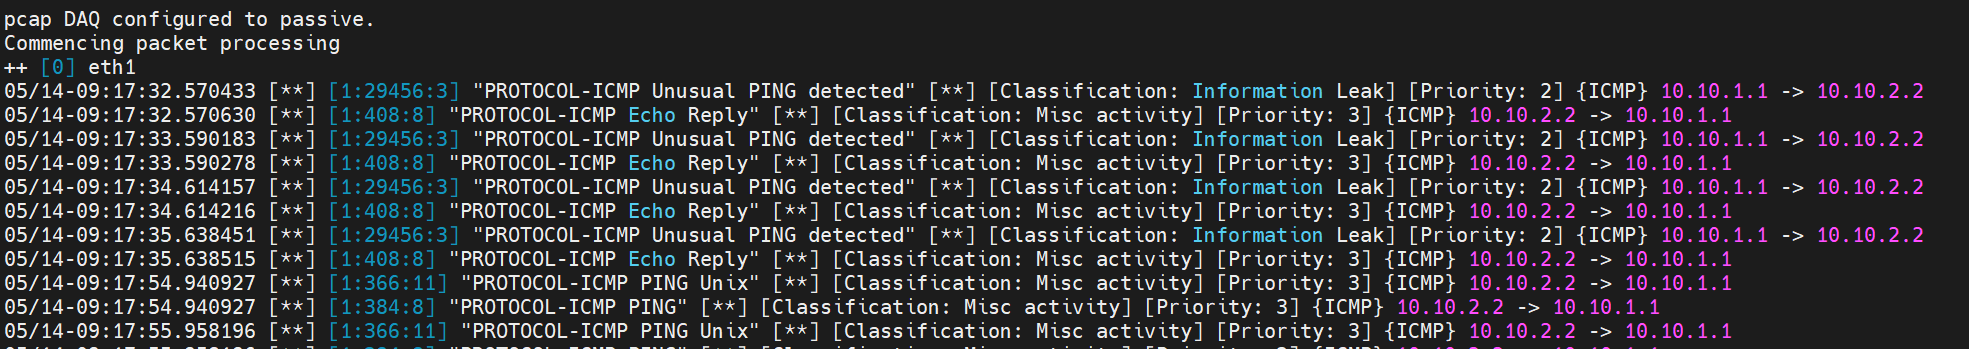 pcap DAQ configured to passive.
Commencing packet processing
++ [0] eth1
05/14-09:17:32.570433 [**] [1:29456:3] "PROTOCOL-ICMP Unusual PING detected" [**] [Classification: Information Leak] [Priority: 2] {ICMP} 10.10.1.1 -> 10.10.2.2
05/14-09:17:32.570630 [**] [1:408:8] "PROTOCOL-ICMP Echo Reply" [**] [Classification: Misc activity] [Priority: 3] {ICMP} 10.10.2.2 -> 10.10.1.1
05/14-09:17:33.590183 [**] [1:29456:3] "PROTOCOL-ICMP Unusual PING detected" [**] [Classification: Information Leak] [Priority: 2] {ICMP} 10.10.1.1 -> 10.10.2.2
05/14-09:17:33.590278 [**] [1:408:8] "PROTOCOL-ICMP Echo Reply" [**] [Classification: Misc activity] [Priority: 3] {ICMP} 10.10.2.2 -> 10.10.1.1
05/14-09:17:34.614157 [**] [1:29456:3] "PROTOCOL-ICMP Unusual PING detected" [**] [Classification: Information Leak] [Priority: 2] {ICMP} 10.10.1.1 -> 10.10.2.2
05/14-09:17:34.614216 [**] [1:408:8] "PROTOCOL-ICMP Echo Reply" [**] [Classification: Misc activity] [Priority: 3] {ICMP} 10.10.2.2 -> 10.10.1.1
05/14-09:17:35.638451 [**] [1:29456:3] "PROTOCOL-ICMP Unusual PING detected" [**] [Classification: Information Leak] [Priority: 2] {ICMP} 10.10.1.1 -> 10.10.2.2
05/14-09:17:35.638515 [**] [1:408:8] "PROTOCOL-ICMP Echo Reply" [**] [Classification: Misc activity] [Priority: 3] {ICMP} 10.10.2.2 -> 10.10.1.1
05/14-09:17:54.940927 [**] [1:366:11] "PROTOCOL-ICMP PING Unix" [**] [Classification: Misc activity] [Priority: 3] {ICMP} 10.10.2.2 -> 10.10.1.1
05/14-09:17:54.940927 [**] [1:384:8] "PROTOCOL-ICMP PING" [**] [Classification: Misc activity] [Priority: 3] {ICMP} 10.10.2.2 -> 10.10.1.1
05/14-09:17:55.958196 [**] [1:366:11] "PROTOCOL-ICMP PING Unix" [**] [Classification: Misc activity] [Priority: 3] {ICMP} 10.10.2.2 -> 10.10.1.1